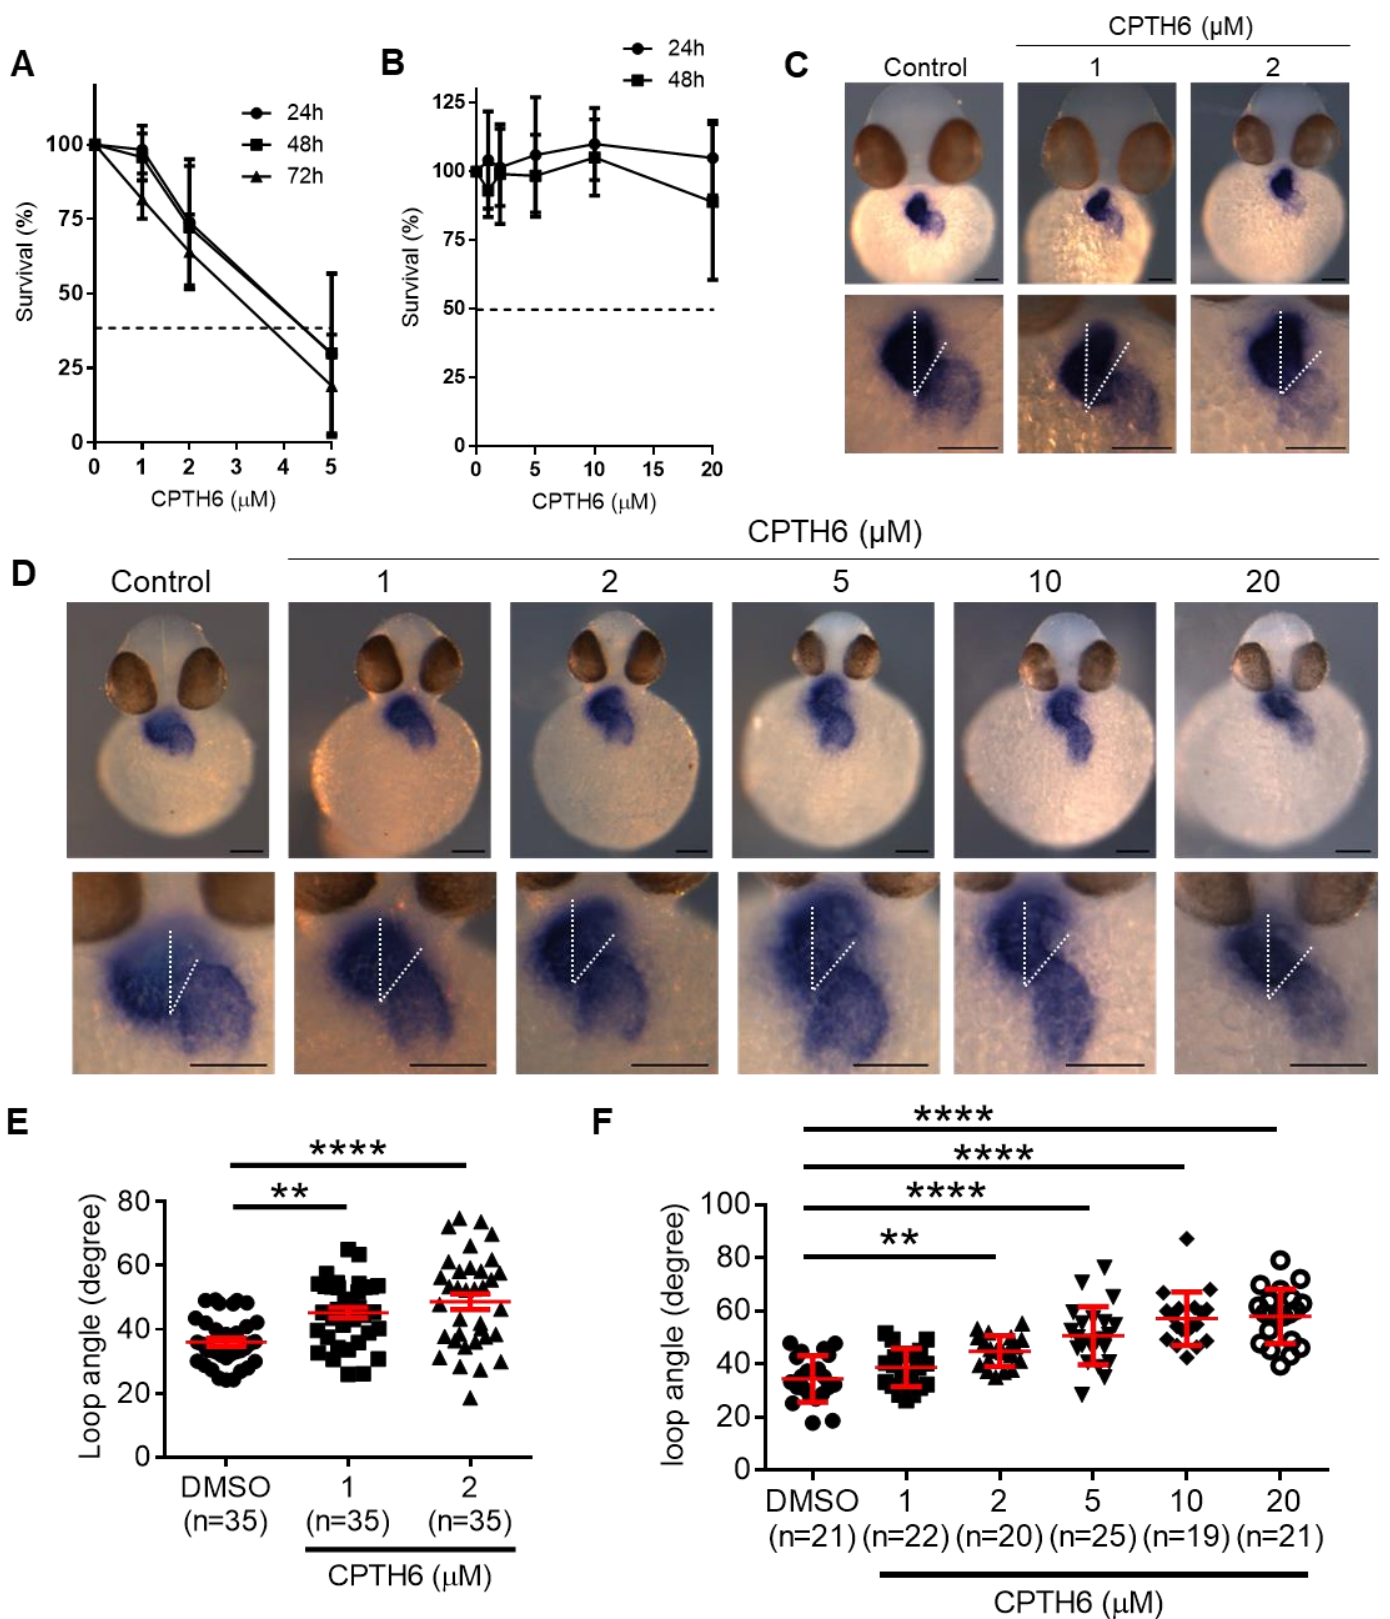 A
24h
48h
72h
100
75
50
25
0
Survival (%)
0 1 2 3 4 5
CPTH6 (μM)
B
24h
48h
125
100
75
50
25
0
Survival (%)
0 5 10 15 20
CPTH6 (μM)
C
CPTH6 (μM)
Control 1 2
D
CPTH6 (μM)
Control 1 2 5 10 20
E
****
**
80
60
40
20
0
Loop angle (degree)
DMSO 1 2
(n=35) (n=35) (n=35)
CPTH6 (μM)
F
****
****
****
**
100
80
60
40
20
0
loop angle (degree)
DMSO 1 2 5 10 20
(n=21) (n=22) (n=20) (n=25) (n=19) (n=21)
CPTH6 (μM)